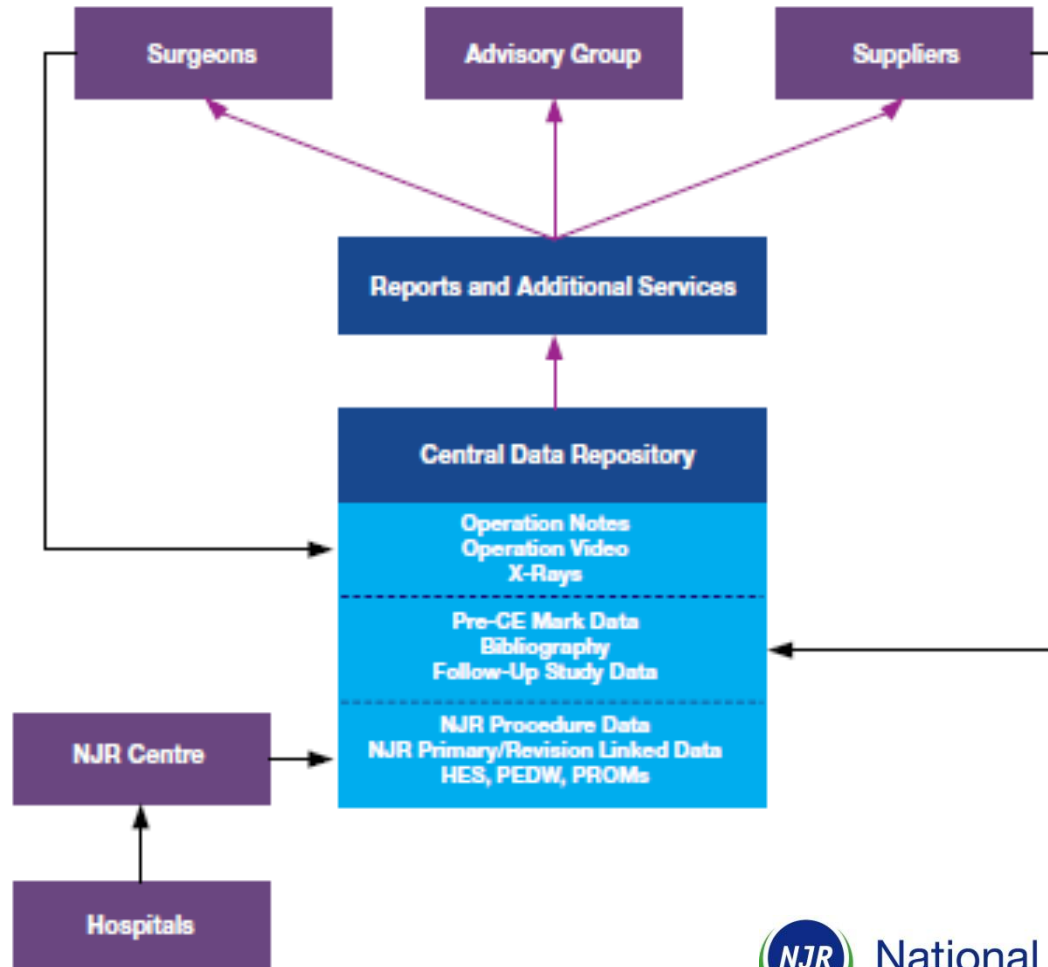 Surgeons
Advisory Group
Suppliers
Reports and Additional Services
Central Data Repository
Operation Notes
Operation Video
X-Rays
Pre-CE Mark Data
Bibliography
Follow-Up Study Data
NJR Procedure Data
NJR Primary/Revision Linked Data
HES, PEDW, PROMs
NJR Centre
Hospitals
NJR
National